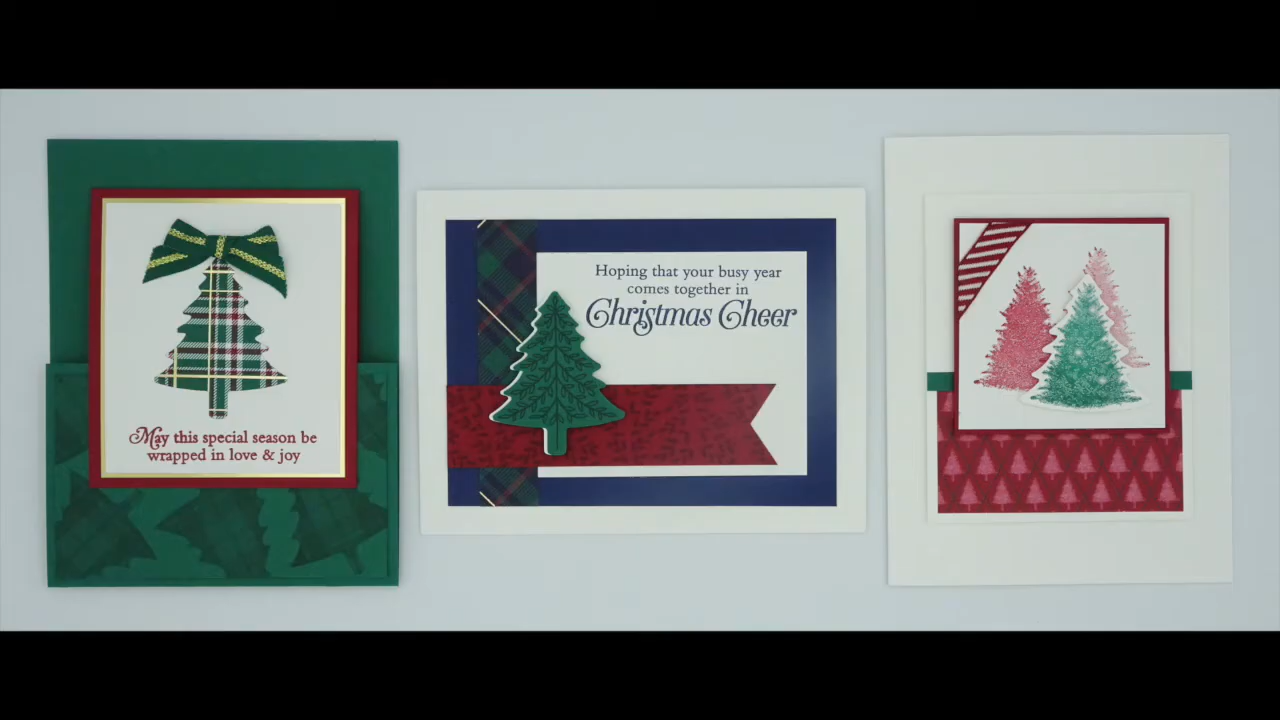 May this special season be
wrapped in love & joy
Hoping that your busy year
comes together in
Christmas Cheer